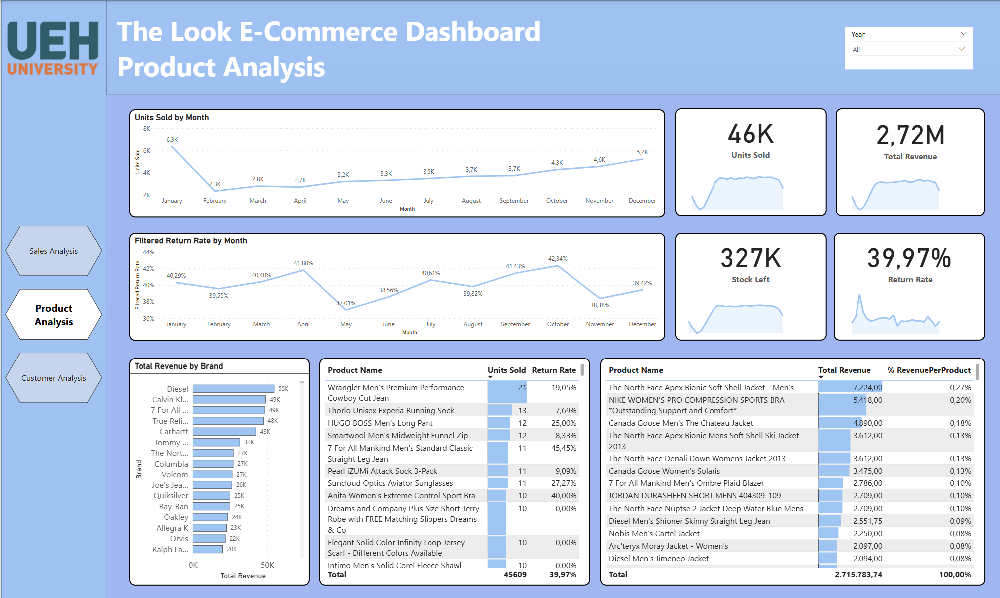 UEH
UNIVERSITY
The Look E-Commerce Dashboard
Product Analysis
Year
All
Sales Analysis
Product
Analysis
Customer Analysis
Units Sold by Month
Units Sold
8K
6K
4K
2K
6,3K
2,3K
2,8K
2,7K
3,2K
3,3K
3,5K
3,7K
3,7K
4,3K
4,6K
5,2K
January
February
March
April
May
June
July
August
September
October
November
December
Month
46K
Units Sold
2,72M
Total Revenue
Filtered Return Rate by Month
Filtered Return Rate
44%
42%
40%
38%
36%
40,29%
39,55%
40,40%
41,80%
37,01%
38,56%
40,61%
39,82%
41,43%
42,34%
38,38%
39,42%
January
February
March
April
May
June
July
August
September
October
November
December
Month
327K
Stock Left
39,97%
Return Rate
Total Revenue by Brand
Brand
Diesel 55K
Calvin Kl... 49K
7 For All ... 49K
True Reli... 48K
Carhartt 43K
Tommy ... 32K
The Nort... 27K
Columbia 27K
Volcom 27K
Joe's Jea... 26K
Quiksilver 25K
Ray-Ban 25K
Oakley 24K
Allegra K 23K
Orvis 22K
Ralph La... 20K
0K 50K
Total Revenue
Product Name Units Sold Return Rate
Wrangler Men's Premium Performance 21 19,05%
Cowboy Cut Jean
Thorlo Unisex Experia Running Sock 13 7,69%
HUGO BOSS Men's Long Pant 12 25,00%
Smartwool Men's Midweight Funnel Zip 12 8,33%
7 For All Mankind Men's Standard Classic 11 45,45%
Straight Leg Jean
Pearl iZUMi Attack Sock 3-Pack 11 9,09%
Suncloud Optics Aviator Sunglasses 11 27,27%
Anita Women's Extreme Control Sport Bra 10 40,00%
Dreams and Company Plus Size Short Terry 10 0,00%
Robe with FREE Matching Slippers Dreams
& Co
Elegant Solid Color Infinity Loop Jersey 10 0,00%
Scarf - Different Colors Available
Intimo Men's Solid Corel Fleece Shawl 10 0,00%
Total 45609 39,97%
Product Name Total Revenue % RevenuePerProduct
The North Face Apex Bionic Soft Shell Jacket - Men's 7.224,00 0,27%
NIKE WOMEN'S PRO COMPRESSION SPORTS BRA 5.418,00 0,20%
*Outstanding Support and Comfort*
Canada Goose Men's The Chateau Jacket 4.890,00 0,18%
The North Face Apex Bionic Mens Soft Shell Ski Jacket 3.612,00 0,13%
2013
The North Face Denali Down Womens Jacket 2013 3.612,00 0,13%
Canada Goose Women's Solaris 3.475,00 0,13%
7 For All Mankind Men's Ombre Plaid Blazer 2.786,00 0,10%
JORDAN DURASHEEN SHORT MENS 404309-109 2.709,00 0,10%
The North Face Nuptse 2 Jacket Deep Water Blue Mens 2.709,00 0,10%
Diesel Men's Shioner Skinny Straight Leg Jean 2.551,75 0,09%
Nobis Men's Cartel Jacket 2.250,00 0,08%
Arc'teryx Moray Jacket - Women's 2.097,00 0,08%
Diesel Men's Jimeneo Jacket 2.094,00 0,08%
Total 2.715.783,74 100,00%